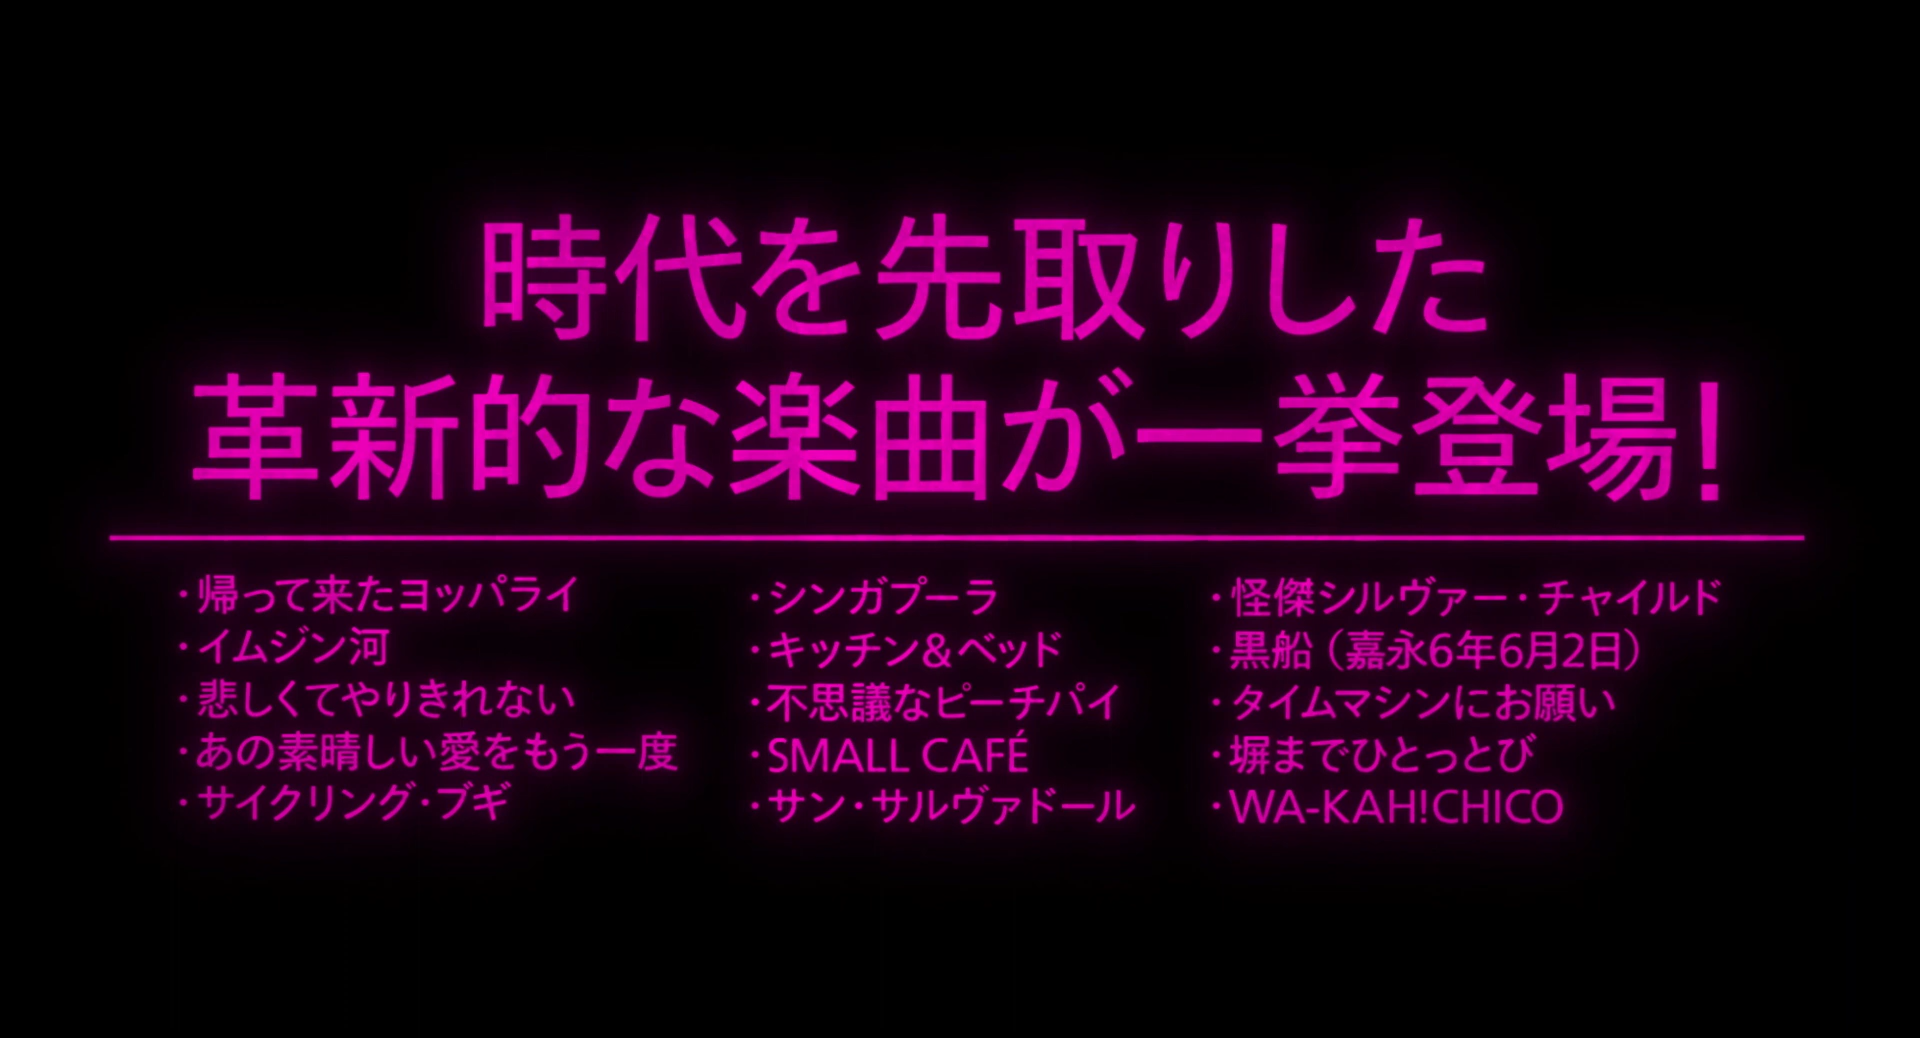 時代を先取りした
革新的な楽曲が一挙登場!
・帰って来たヨッパライ
・イムジン河
・悲しくてやりきれない
・あの素晴しい愛をもう一度
・サイクリング・ブギ
・シンガプーラ
・キッチン&ベッド
・不思議なピーチパイ
・SMALL CAFÉ
・サン・サルヴァドール
・怪傑シルヴァー・チャイルド
・黒船（嘉永6年6月2日）
・タイムマシンにお願い
・塀までひとっとび
・WA-KAH!CHICO